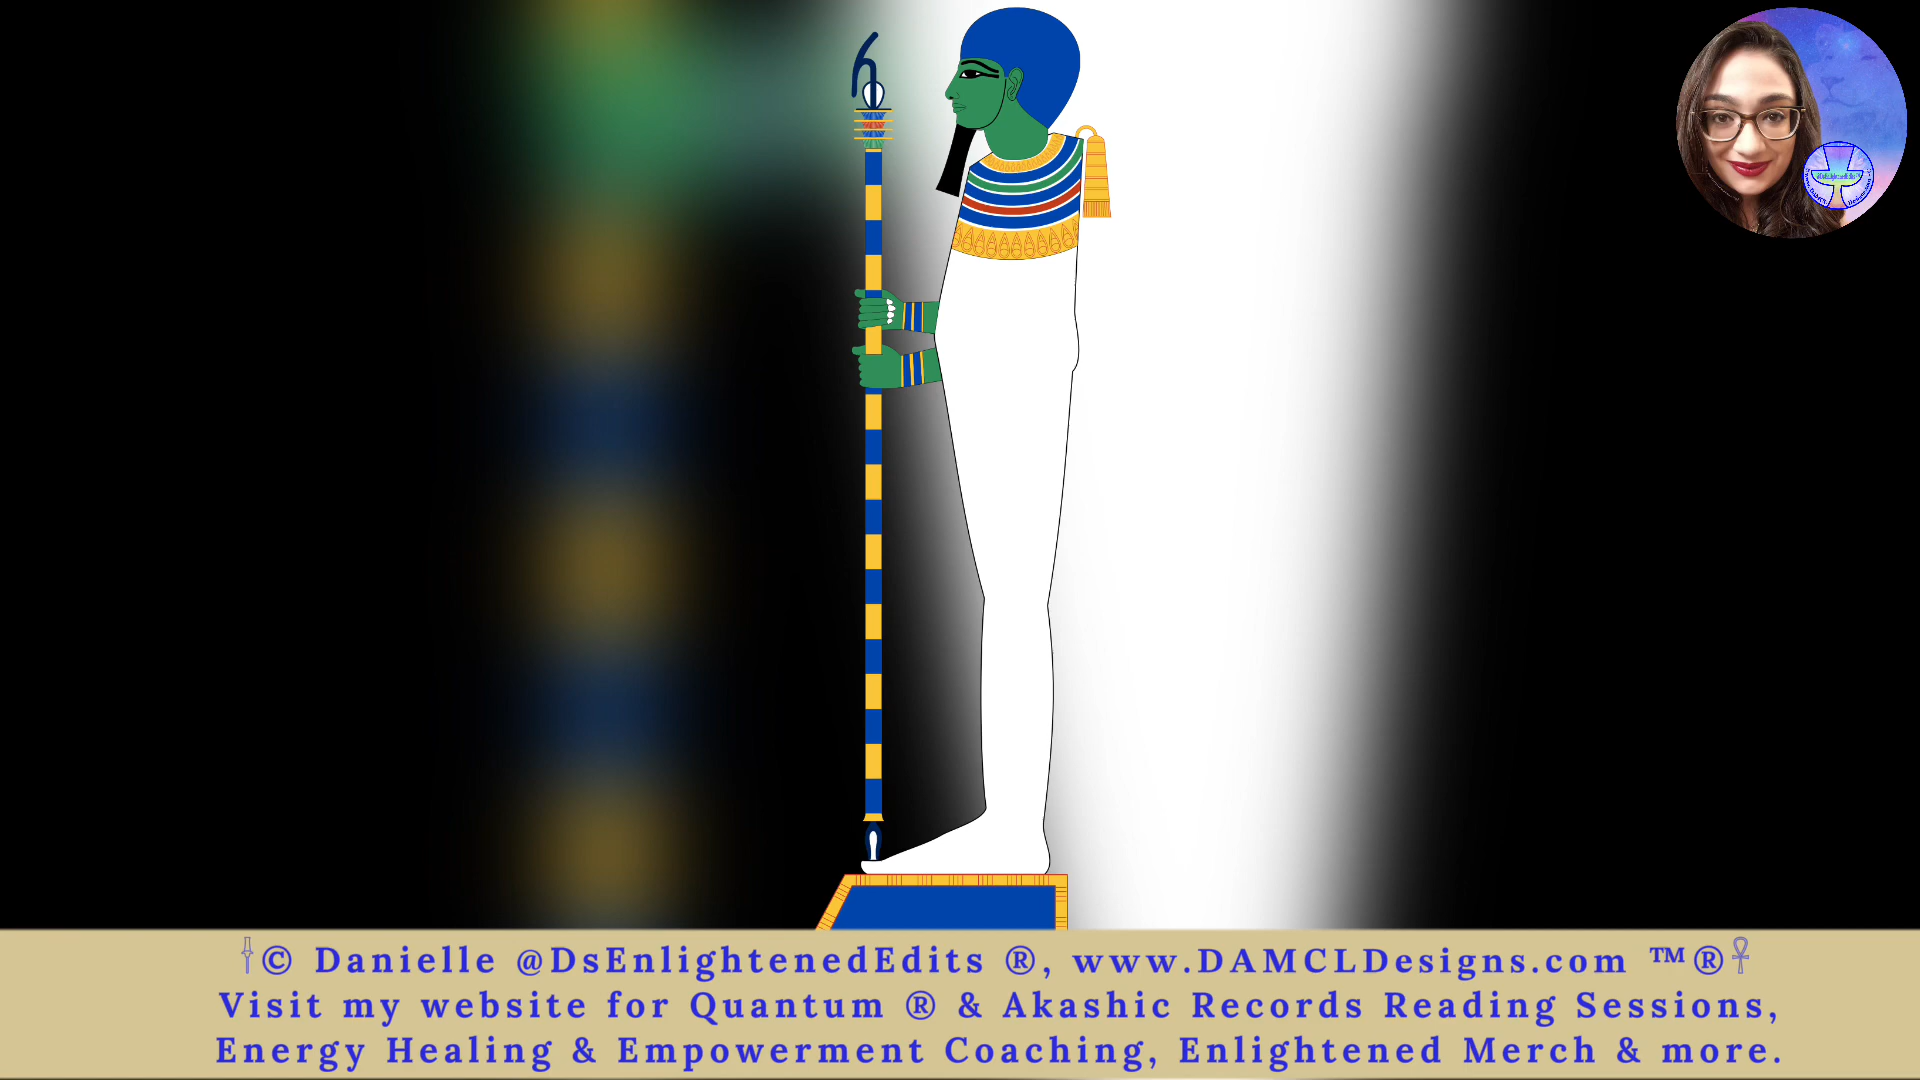 © Danielle @DsEnlightenedEdits ®, www.DAMCLDesigns.com ™®☥
Visit my website for Quantum ® & Akashic Records Reading Sessions,
Energy Healing & Empowerment Coaching, Enlightened Merch & more.